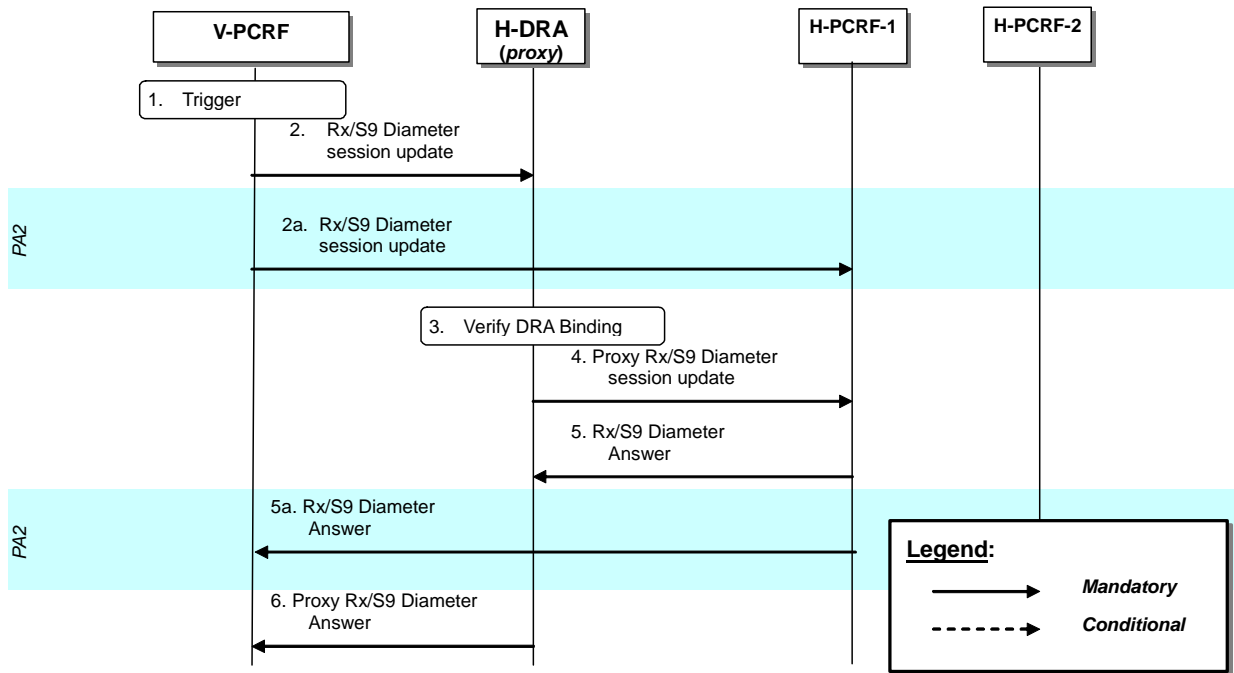 V-PCRF
H-DRA
(proxy)
H-PCRF-1
H-PCRF-2
1. Trigger
2. Rx/S9 Diameter
session update
PA2
2a. Rx/S9 Diameter
session update
3. Verify DRA Binding
4. Proxy Rx/S9 Diameter
session update
5. Rx/S9 Diameter
Answer
PA2
5a. Rx/S9 Diameter
Answer
6. Proxy Rx/S9 Diameter
Answer
Legend:
Mandatory
Conditional